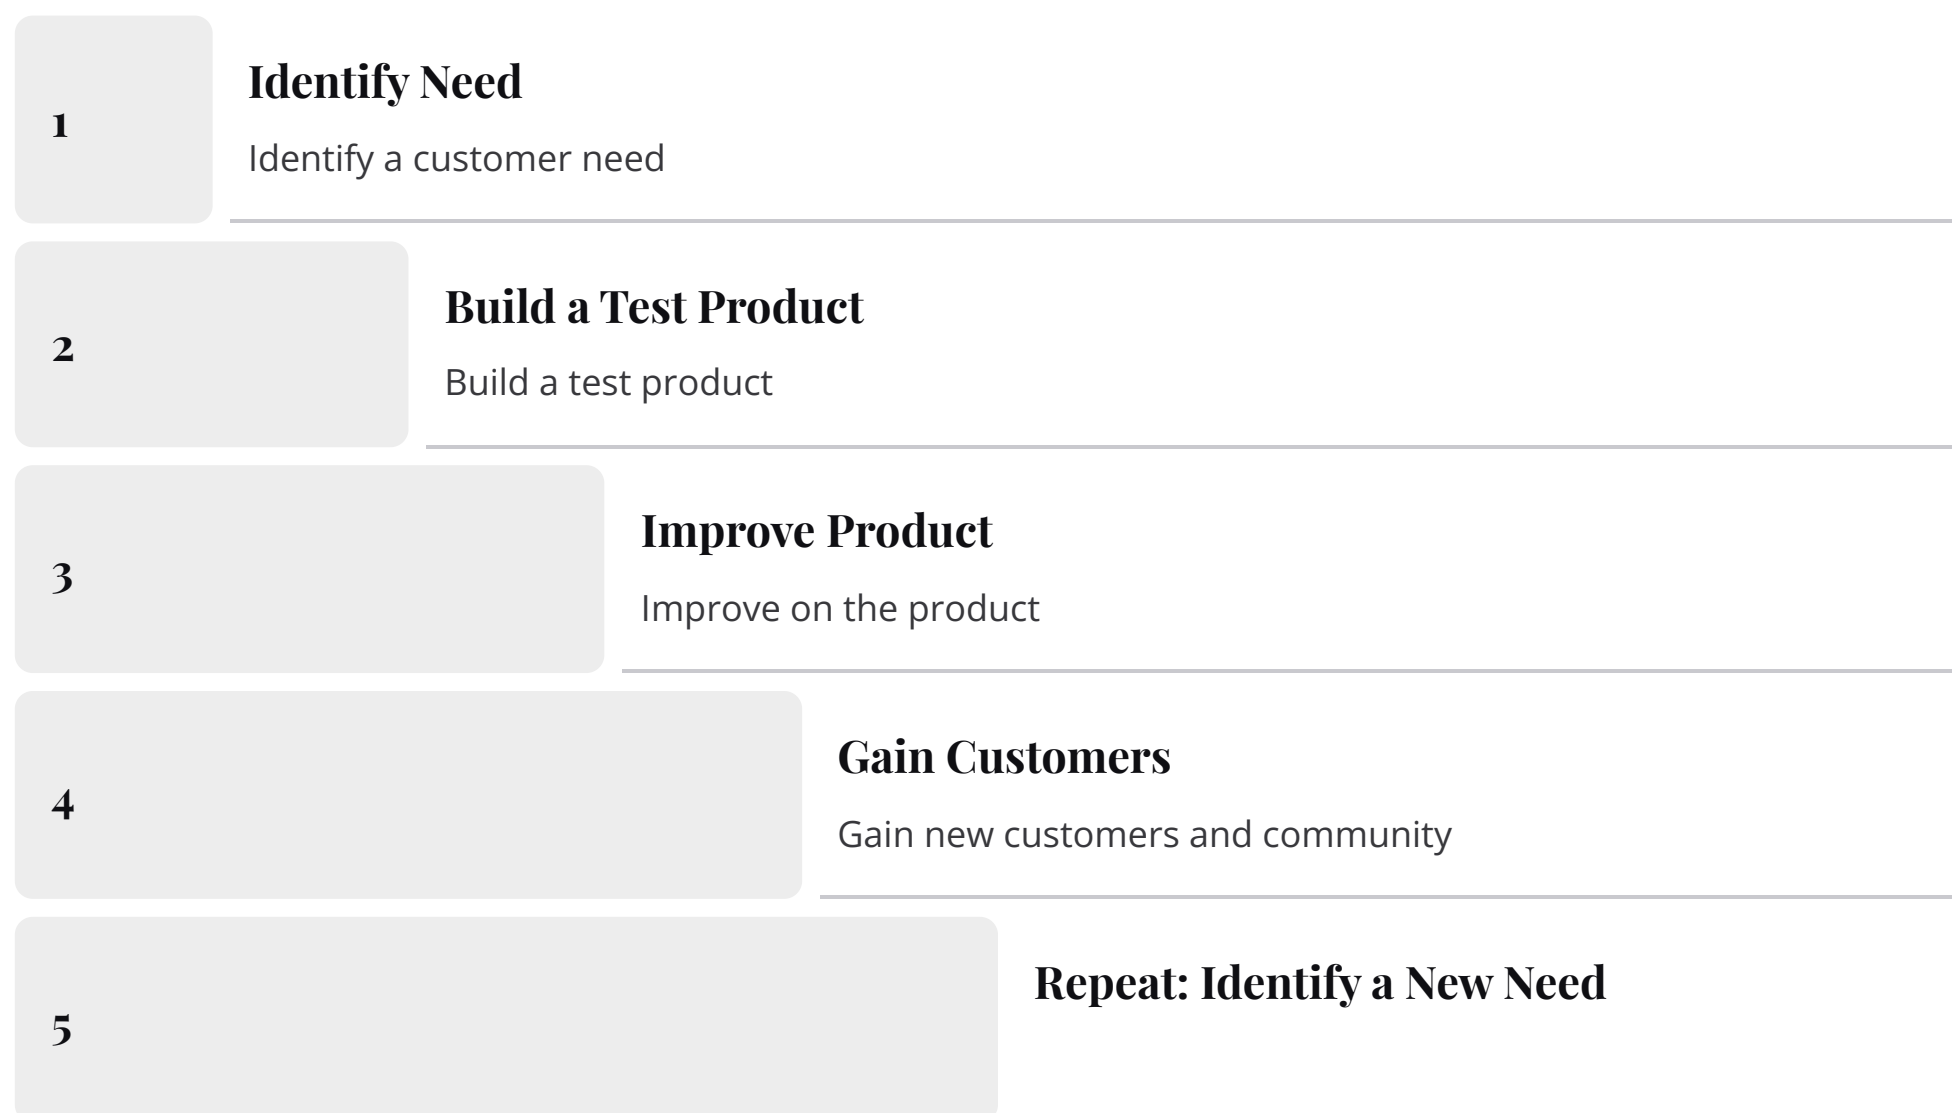 1
Identify Need
Identify a customer need
2
Build a Test Product
Build a test product
3
Improve Product
Improve on the product
4
Gain Customers
Gain new customers and community
5
Repeat: Identify a New Need